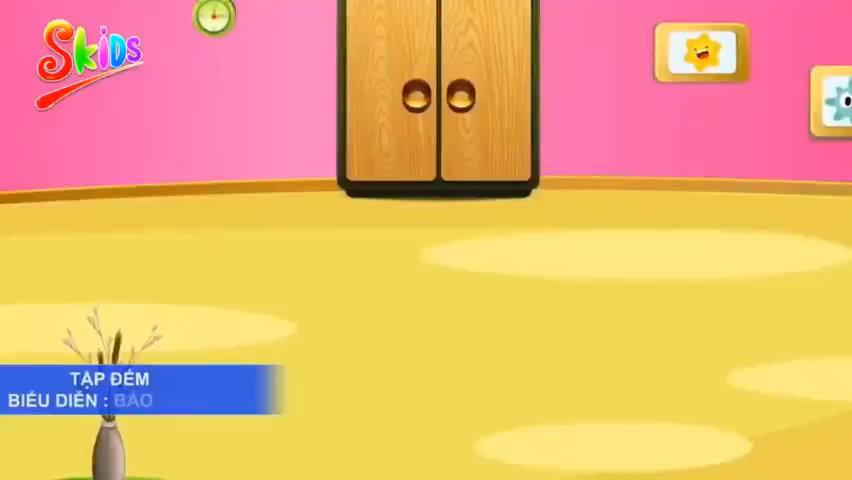 Skids
TẬP ĐẾM
BIỂU DIỄN : BẢO